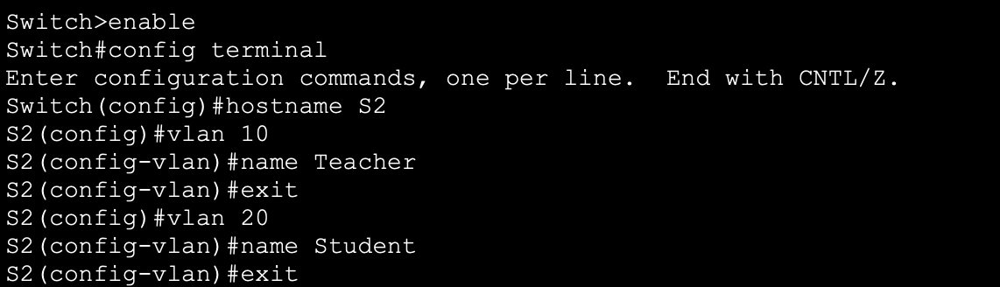 Switch>enable
Switch#config terminal
Enter configuration commands, one per line.  End with CNTL/Z.
Switch(config)#hostname S2
S2(config)#vlan 10
S2(config-vlan)#name Teacher
S2(config-vlan)#exit
S2(config)#vlan 20
S2(config-vlan)#name Student
S2(config-vlan)#exit